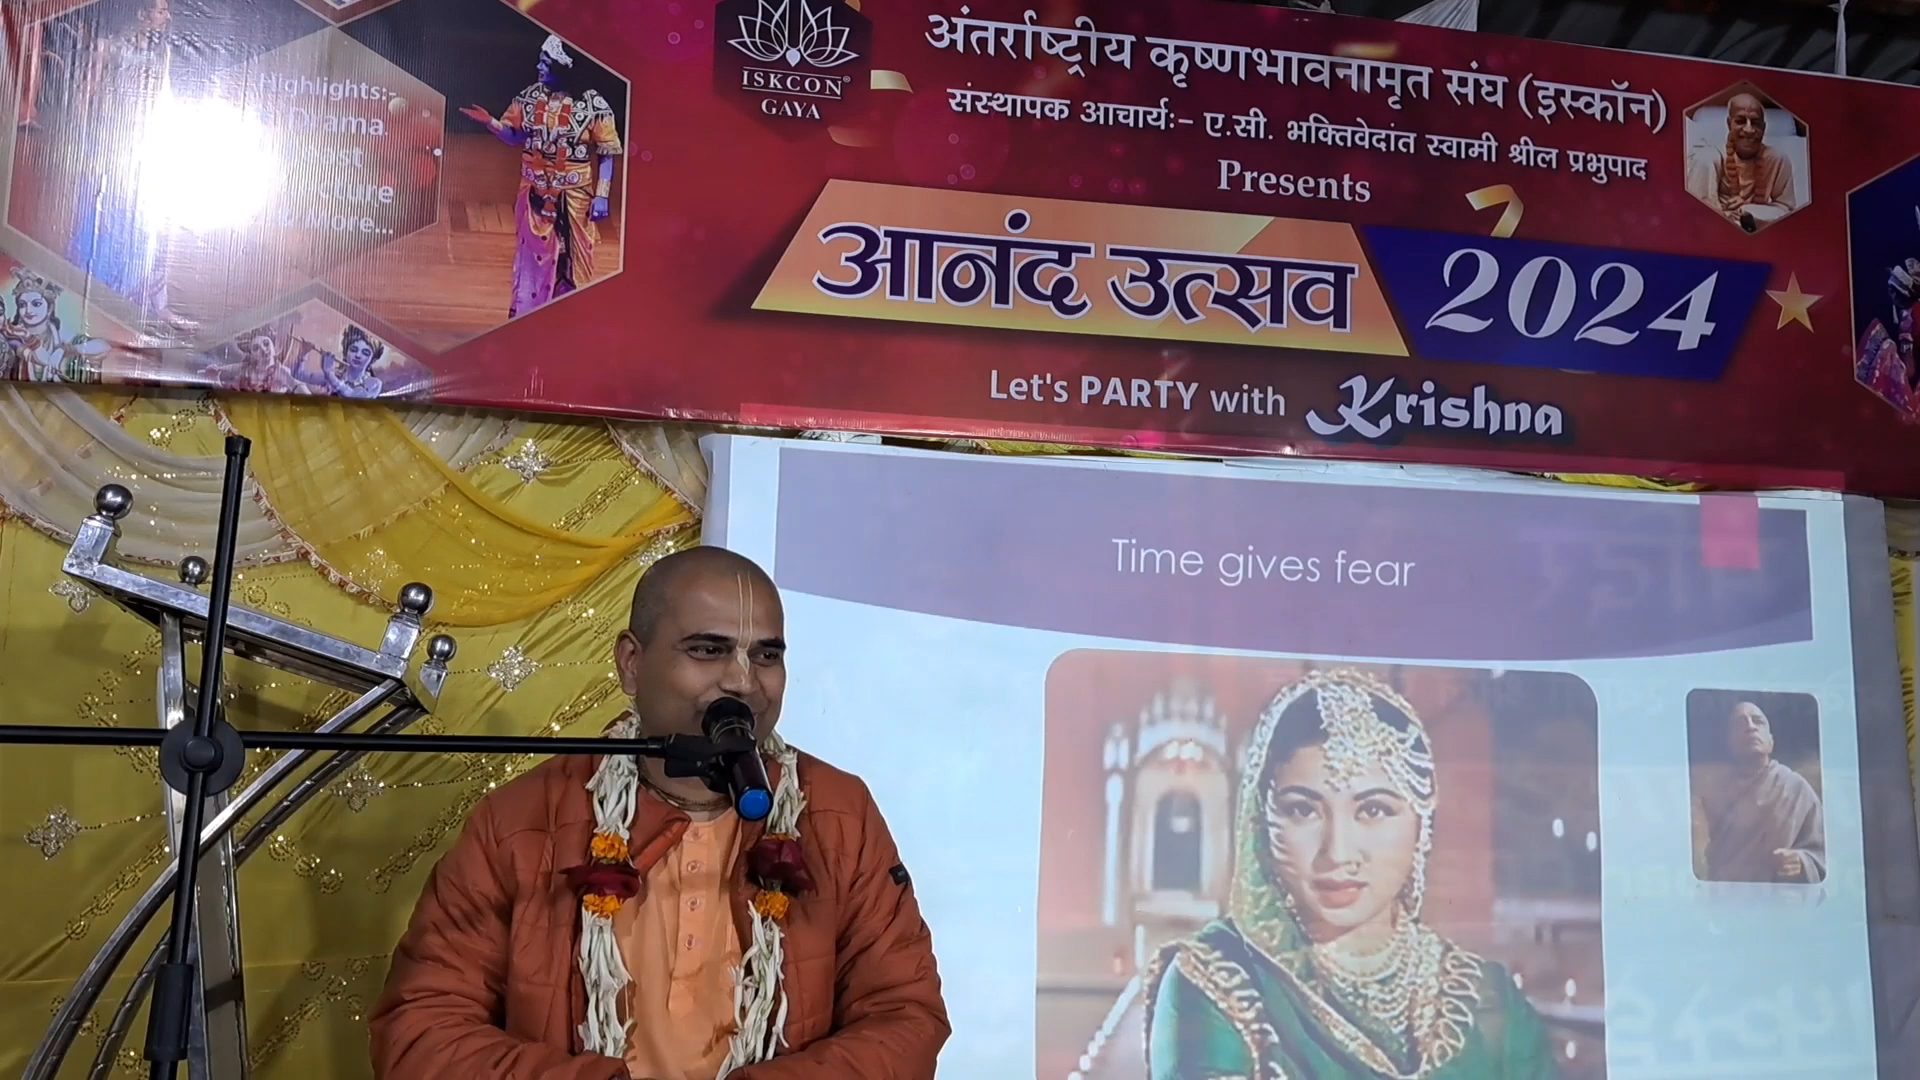 ISKCON®
GAYA
अंतर्राष्ट्रीय कृष्णभावनामृत संघ (इस्कॉन)
संस्थापक आचार्यः- ए.सी. भक्तिवेदांत स्वामी श्रील प्रभुपाद
Presents
आनंद उत्सव 2024
Let's PARTY with Krishna
Highlights:-
more...
Time gives fear